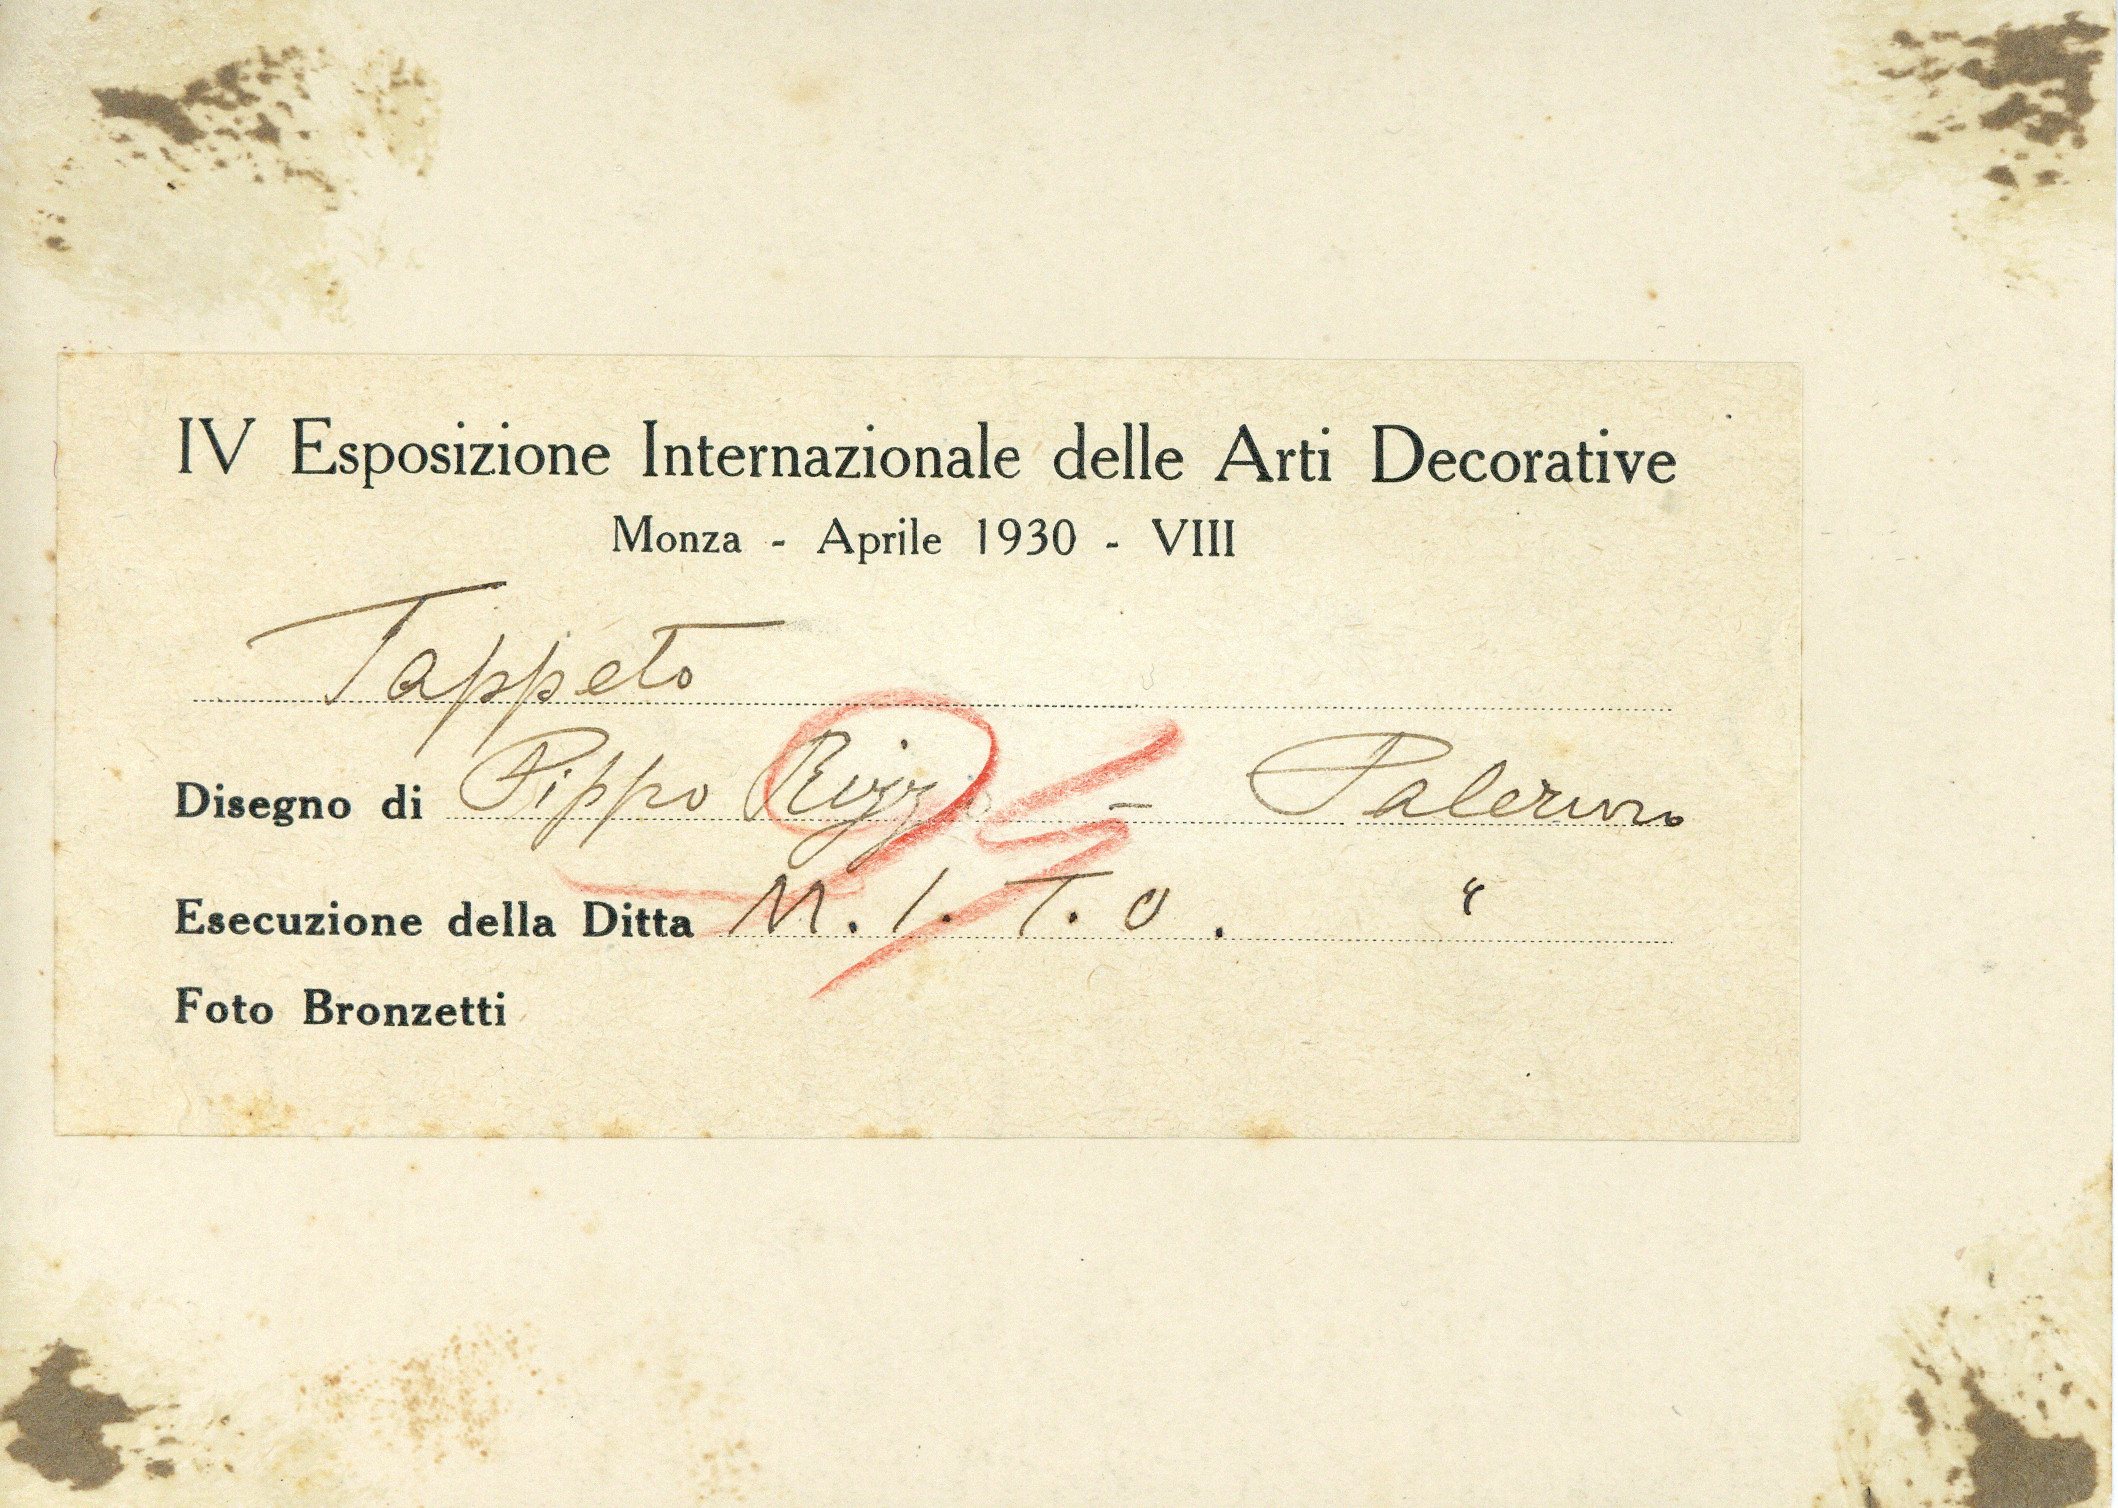 IV Esposizione Internazionale delle Arti Decorative
Monza - Aprile 1930 - VIII
Tappeto
Disegno di Pippo Rizzo - Palermo
Esecuzione della Ditta M. I. T. O. "
Foto Bronzetti